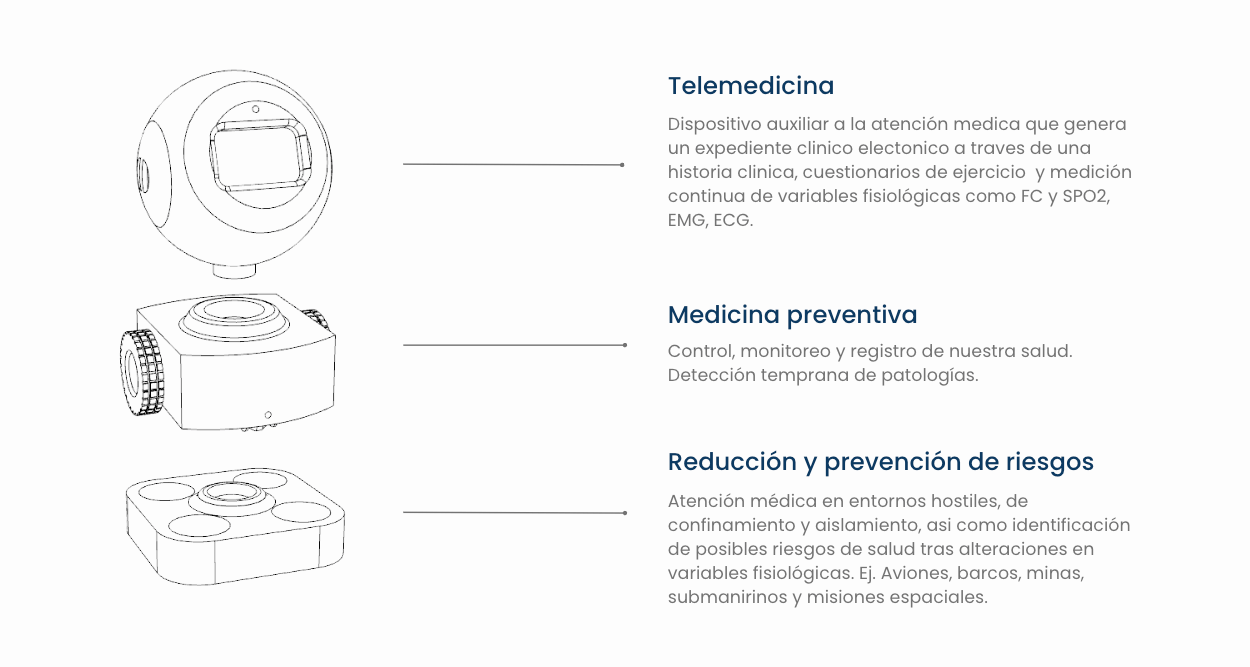 Telemedicina
Dispositivo auxiliar a la atención medica que genera
un expediente clinico electonico a traves de una
historia clinica, cuestionarios de ejercicio  y medición
continua de variables fisiológicas como FC y SPO2,
EMG, ECG.
Medicina preventiva
Control, monitoreo y registro de nuestra salud.
Detección temprana de patologías.
Reducción y prevención de riesgos
Atención médica en entornos hostiles, de
confinamiento y aislamiento, asi como identificación
de posibles riesgos de salud tras alteraciones en
variables fisiológicas. Ej. Aviones, barcos, minas,
submanirinos y misiones espaciales.